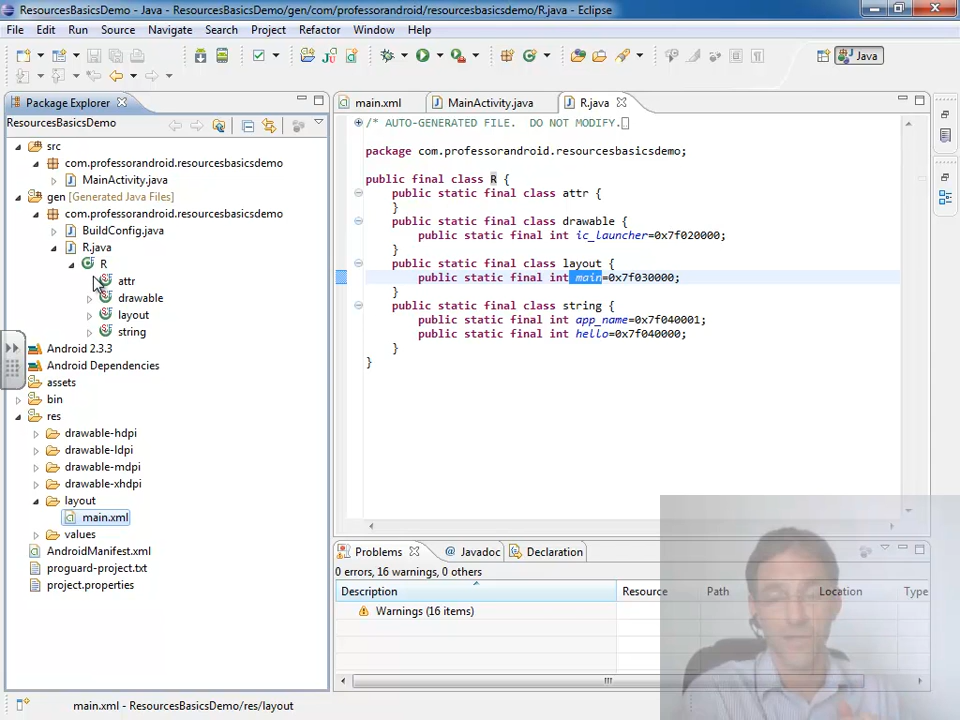 ResourcesBasicsDemo - Java - ResourcesBasicsDemo/gen/com/professorandroid/resourcesbasicsdemo/R.java - Eclipse
File Edit Run Source Navigate Search Project Refactor Window Help
Java
Package Explorer
ResourcesBasicsDemo
src
com.professorandroid.resourcesbasicsdemo
MainActivity.java
gen [Generated Java Files]
com.professorandroid.resourcesbasicsdemo
BuildConfig.java
R.java
R
attr
drawable
layout
string
Android 2.3.3
Android Dependencies
assets
bin
res
drawable-hdpi
drawable-ldpi
drawable-mdpi
drawable-xhdpi
layout
main.xml
values
AndroidManifest.xml
proguard-project.txt
project.properties
main.xml MainActivity.java R.java
/* AUTO-GENERATED FILE. DO NOT MODIFY.
package com.professorandroid.resourcesbasicsdemo;
public final class R {
public static final class attr {
}
public static final class drawable {
public static final int ic_launcher=0x7f020000;
}
public static final class layout {
public static final int main=0x7f030000;
}
public static final class string {
public static final int app_name=0x7f040001;
public static final int hello=0x7f040000;
}
}
Problems @ Javadoc Declaration
0 errors, 16 warnings, 0 others
Description Resource Path Location Type
Warnings (16 items)
main.xml - ResourcesBasicsDemo/res/layout